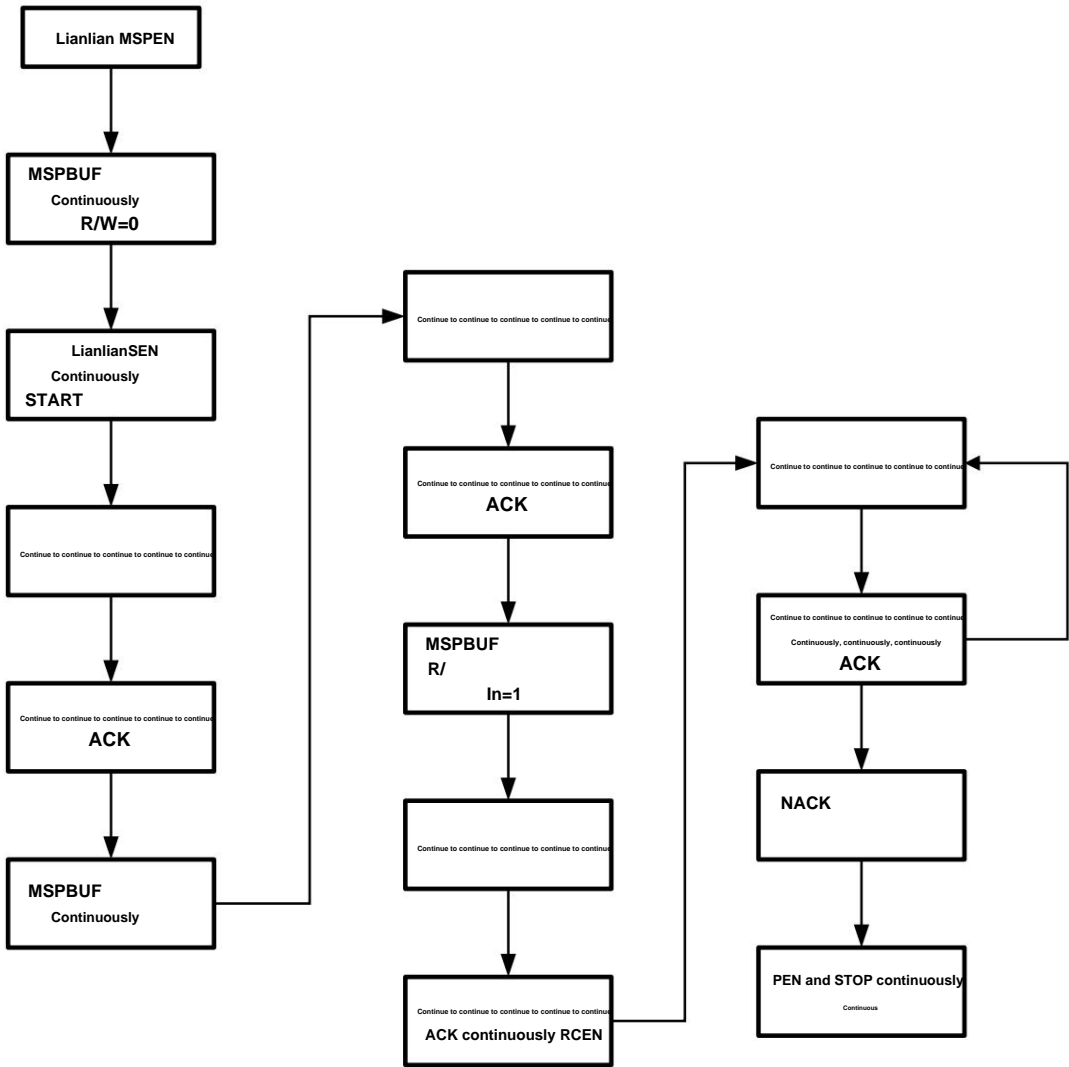 Lianlian MSPEN
MSPBUF
Continuously
R/W=0
LianlianSEN
Continuously
START
Continue to continue to continue to continue to continue
Continue to continue to continue to continue to continue
ACK
MSPBUF
Continuously
Continue to continue to continue to continue to continue
Continue to continue to continue to continue to continue
ACK
MSPBUF
R/
In=1
Continue to continue to continue to continue to continue
Continue to continue to continue to continue to continue
ACK continuously RCEN
Continue to continue to continue to continue to continue
Continue to continue to continue to continue to continue
Continuously, continuously, continuously
ACK
NACK
PEN and STOP continuously
Continuous